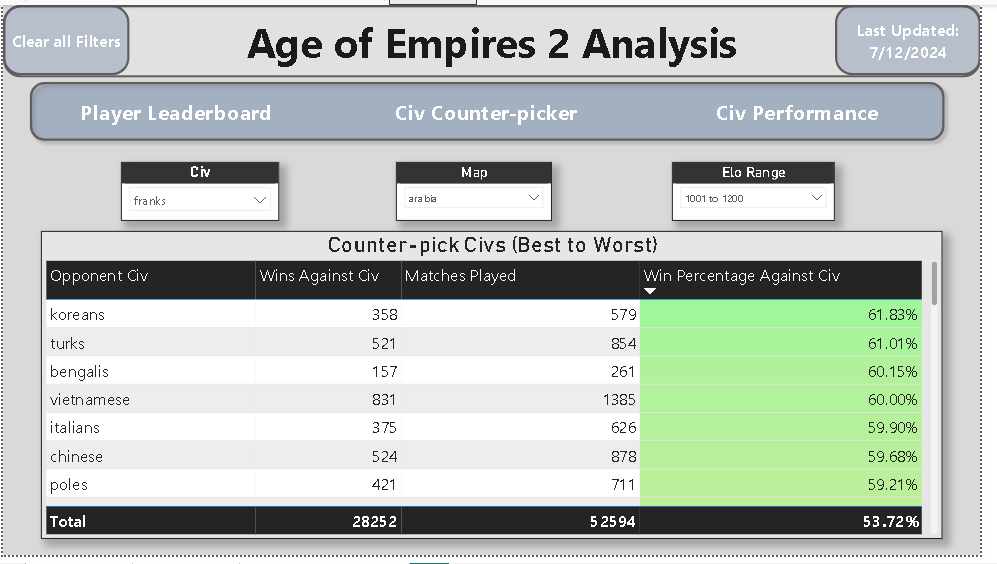 Clear all Filters
Age of Empires 2 Analysis
Last Updated:
7/12/2024
Player Leaderboard
Civ Counter-picker
Civ Performance
Civ
franks
Map
arabia
Elo Range
1001 to 1200
Counter-pick Civs (Best to Worst)
Opponent Civ Wins Against Civ Matches Played Win Percentage Against Civ
koreans 358 579 61.83%
turks 521 854 61.01%
bengalis 157 261 60.15%
vietnamese 831 1385 60.00%
italians 375 626 59.90%
chinese 524 878 59.68%
poles 421 711 59.21%
Total 28252 52594 53.72%